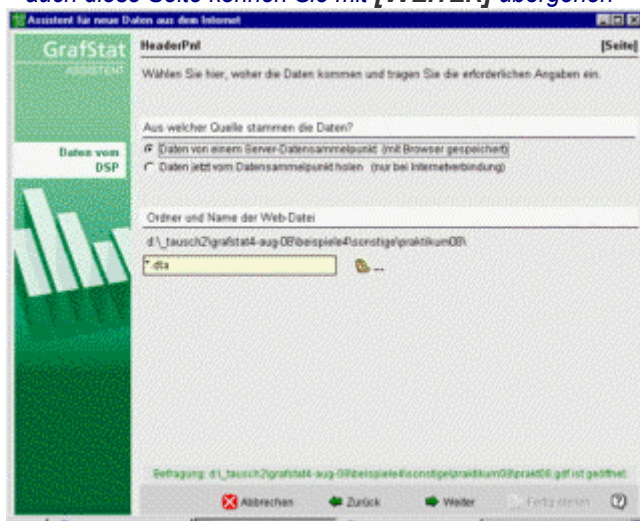 auch diese Seite können Sie mit [WEITER] übergehen
Assistent für neue Daten aus dem Internet
GrafStat
ASSISTENT
HeaderPnl
[Seite]
Wählen Sie hier, woher die Daten kommen und tragen Sie die erforderlichen Angaben ein.
Aus welcher Quelle stammen die Daten?
Daten vom
DSP
Daten von einem Server-Datensammelpunkt (mit Browser gespeichert)
Daten jetzt vom Datensammelpunkt holen (nur bei Internetverbindung)
Ordner und Name der Web-Datei
d:\_tausch2\grafstat4-aug-08\beispiele4\sonstige\praktikum08\
*.dta
...
Befragung: d:\_tausch2\grafstat4-aug-08\beispiele4\sonstige\praktikum08\prakt08.gdf ist geöffnet.
Abbrechen
Zurück
Weiter
Fertig stellen